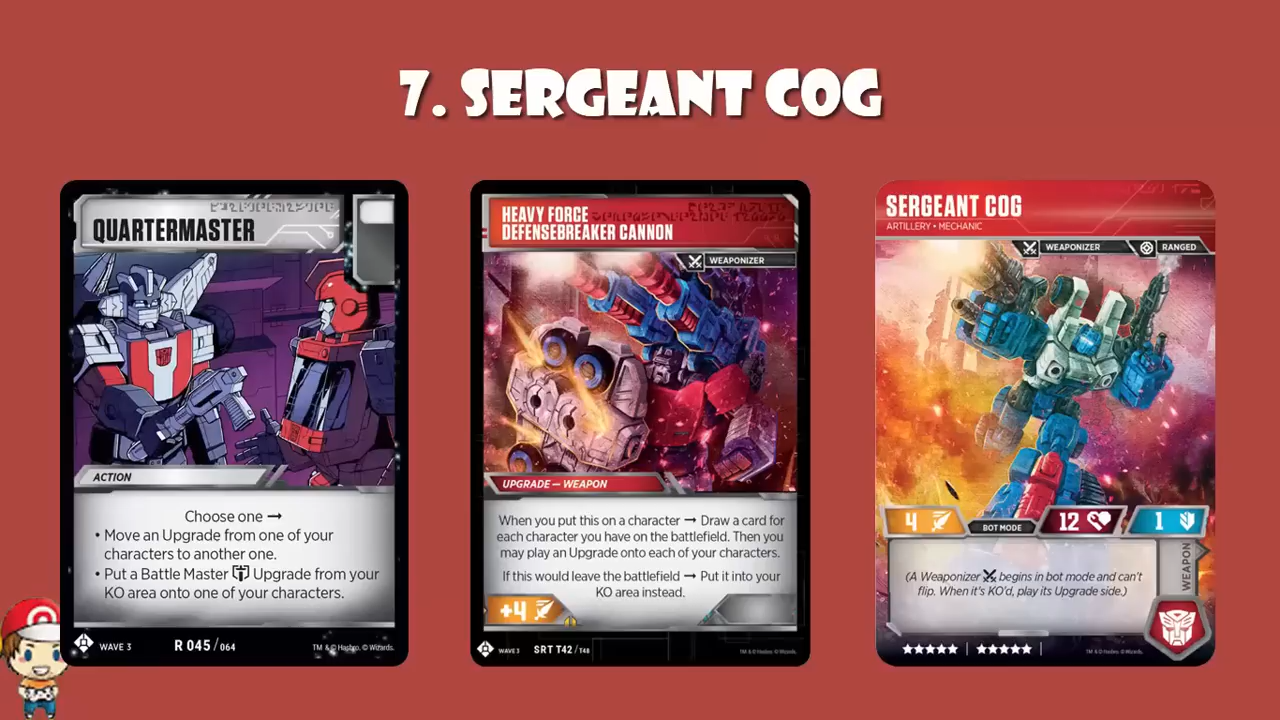 7. SERGEANT COG
QUARTERMASTER
ACTION
Choose one →
• Move an Upgrade from one of your
characters to another one.
• Put a Battle Master Upgrade from your
KO area onto one of your characters.
WAVE 3
R 045/064
TM & © Hasbro. © Wizards.
HEAVY FORCE
DEFENSEBREAKER CANNON
WEAPONIZER
UPGRADE — WEAPON
When you put this on a character → Draw a card for
each character you have on the battlefield. Then you
may play an Upgrade onto each of your characters.
If this would leave the battlefield → Put it into your
KO area instead.
+4
WAVE 3
SRT T42/T48
TM & © Hasbro. © Wizards.
SERGEANT COG
ARTILLERY • MECHANIC
WEAPONIZER
RANGED
4
BOT MODE
12
1
(A Weaponizer begins in bot mode and can't
flip. When it's KO'd, play its Upgrade side.)
WEAPON
TM & © Hasbro. © Wizards.